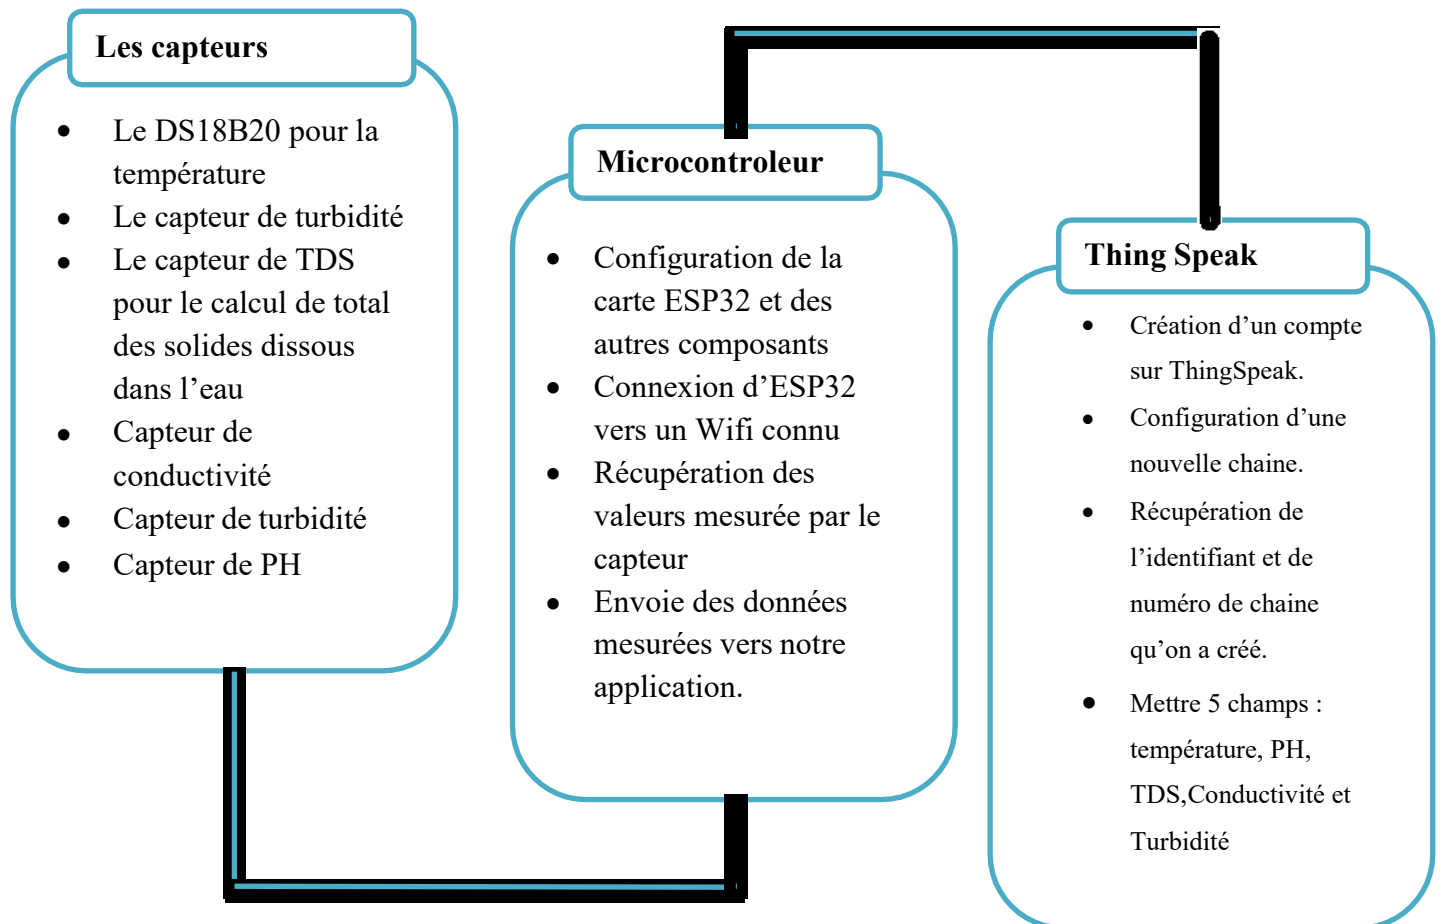 Les capteurs
• Le DS18B20 pour la
température
• Le capteur de turbidité
• Le capteur de TDS
pour le calcul de total
des solides dissous
dans l’eau
• Capteur de
conductivité
• Capteur de turbidité
• Capteur de PH
Microcontroleur
• Configuration de la
carte ESP32 et des
autres composants
• Connexion d’ESP32
vers un Wifi connu
• Récupération des
valeurs mesurée par le
capteur
• Envoie des données
mesurées vers notre
application.
Thing Speak
• Création d’un compte
sur ThingSpeak.
• Configuration d’une
nouvelle chaine.
• Récupération de
l’identifiant et de
numéro de chaine
qu’on a créé.
• Mettre 5 champs :
température, PH,
TDS,Conductivité et
Turbidité